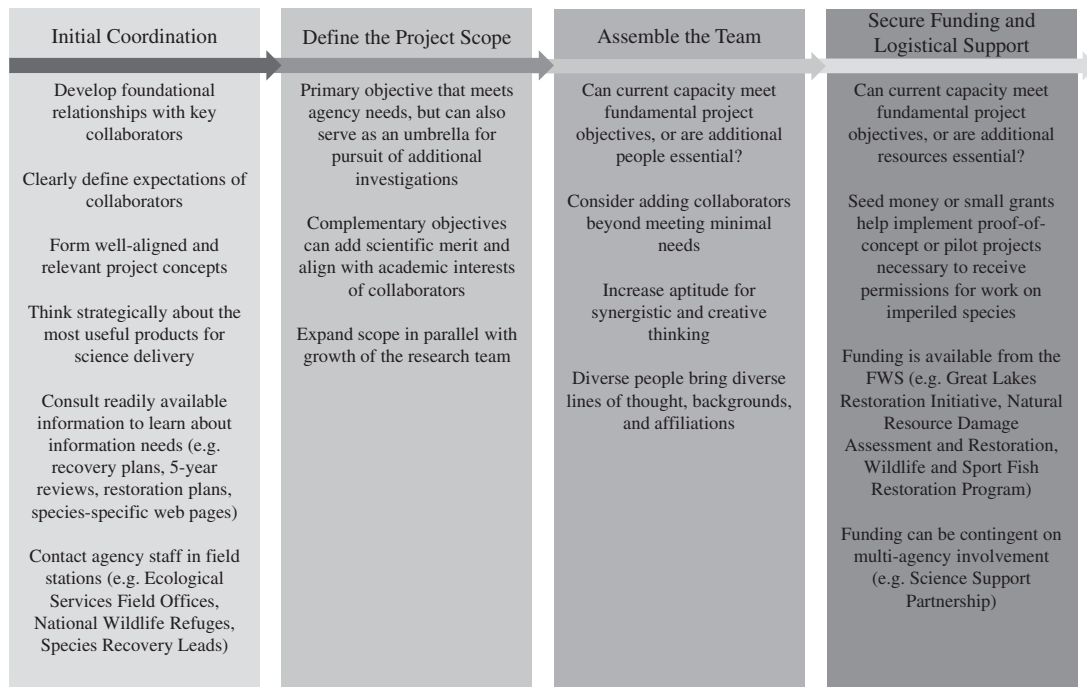 Initial Coordination
Develop foundational
relationships with key
collaborators
Clearly define expectations of
collaborators
Form well-aligned and
relevant project concepts
Think strategically about the
most useful products for
science delivery
Consult readily available
information to learn about
information needs (e.g.
recovery plans, 5-year
reviews, restoration plans,
species-specific web pages)
Contact agency staff in field
stations (e.g. Ecological
Services Field Offices,
National Wildlife Refuges,
Species Recovery Leads)
Define the Project Scope
Primary objective that meets
agency needs, but can also
serve as an umbrella for
pursuit of additional
investigations
Complementary objectives
can add scientific merit and
align with academic interests
of collaborators
Expand scope in parallel with
growth of the research team
Assemble the Team
Can current capacity meet
fundamental project
objectives, or are additional
people essential?
Consider adding collaborators
beyond meeting minimal
needs
Increase aptitude for
synergistic and creative
thinking
Diverse people bring diverse
lines of thought, backgrounds,
and affiliations
Secure Funding and
Logistical Support
Can current capacity meet
fundamental project
objectives, or are additional
resources essential?
Seed money or small grants
help implement proof-of-
concept or pilot projects
necessary to receive
permissions for work on
imperiled species
Funding is available from the
FWS (e.g. Great Lakes
Restoration Initiative, Natural
Resource Damage
Assessment and Restoration,
Wildlife and Sport Fish
Restoration Program)
Funding can be contingent on
multi-agency involvement
(e.g. Science Support
Partnership)